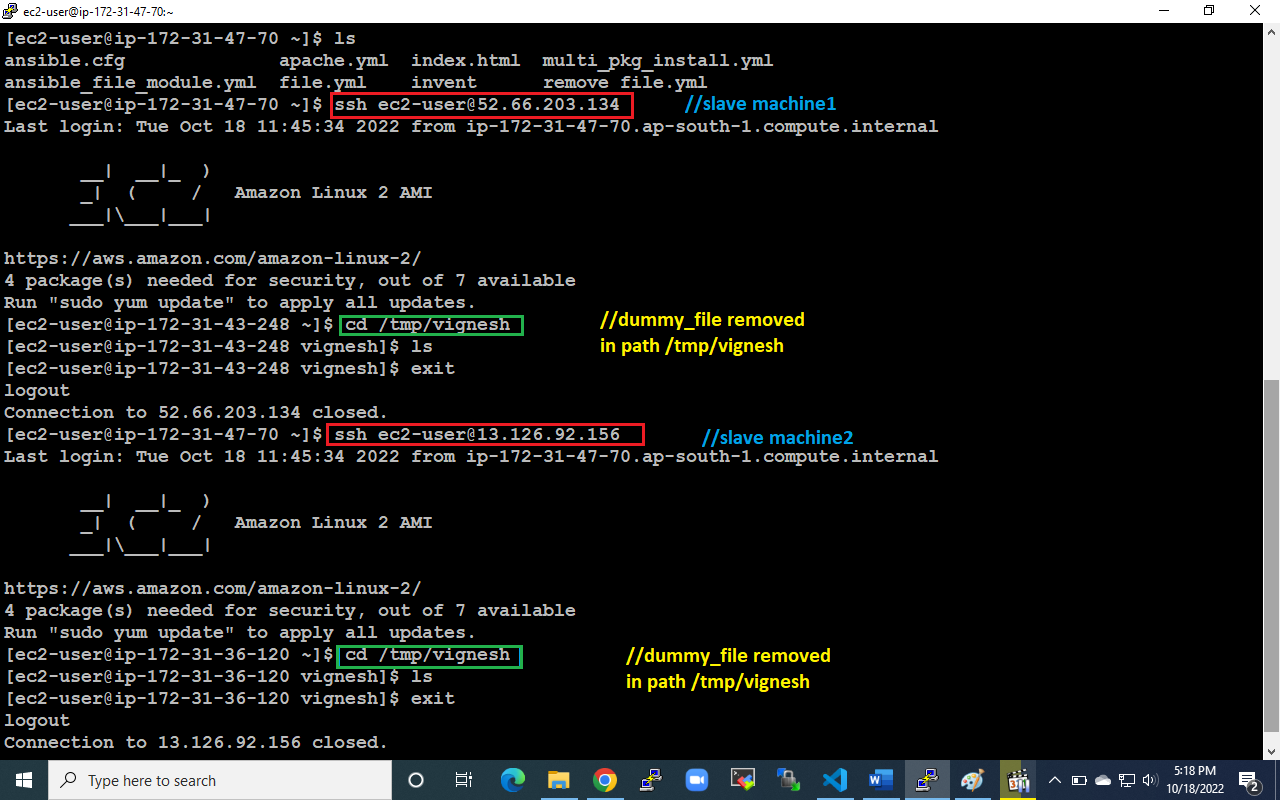 ec2-user@ip-172-31-47-70:~
[ec2-user@ip-172-31-47-70 ~]$ ls
ansible.cfg              apache.yml  index.html  multi_pkg_install.yml
ansible_file_module.yml  file.yml    invent      remove_file.yml
[ec2-user@ip-172-31-47-70 ~]$ ssh ec2-user@52.66.203.134 //slave machine1
Last login: Tue Oct 18 11:45:34 2022 from ip-172-31-47-70.ap-south-1.compute.internal
       __|  __|_  )
       _|  (     /   Amazon Linux 2 AMI
      ___|\___|___|
https://aws.amazon.com/amazon-linux-2/
4 package(s) needed for security, out of 7 available
Run "sudo yum update" to apply all updates.
[ec2-user@ip-172-31-43-248 ~]$ cd /tmp/vignesh //dummy_file removed
in path /tmp/vignesh
[ec2-user@ip-172-31-43-248 vignesh]$ ls
[ec2-user@ip-172-31-43-248 vignesh]$ exit
logout
Connection to 52.66.203.134 closed.
[ec2-user@ip-172-31-47-70 ~]$ ssh ec2-user@13.126.92.156 //slave machine2
Last login: Tue Oct 18 11:45:34 2022 from ip-172-31-47-70.ap-south-1.compute.internal
       __|  __|_  )
       _|  (     /   Amazon Linux 2 AMI
      ___|\___|___|
https://aws.amazon.com/amazon-linux-2/
4 package(s) needed for security, out of 7 available
Run "sudo yum update" to apply all updates.
[ec2-user@ip-172-31-36-120 ~]$ cd /tmp/vignesh //dummy_file removed
in path /tmp/vignesh
[ec2-user@ip-172-31-36-120 vignesh]$ ls
[ec2-user@ip-172-31-36-120 vignesh]$ exit
logout
Connection to 13.126.92.156 closed.
Type here to search
5:18 PM
10/18/2022
2